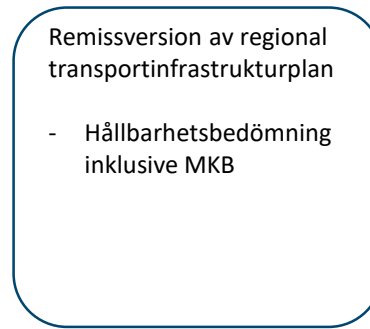 Remissversion av regional
transportinfrastrukturplan
- Hållbarhetsbedömning
inklusive MKB